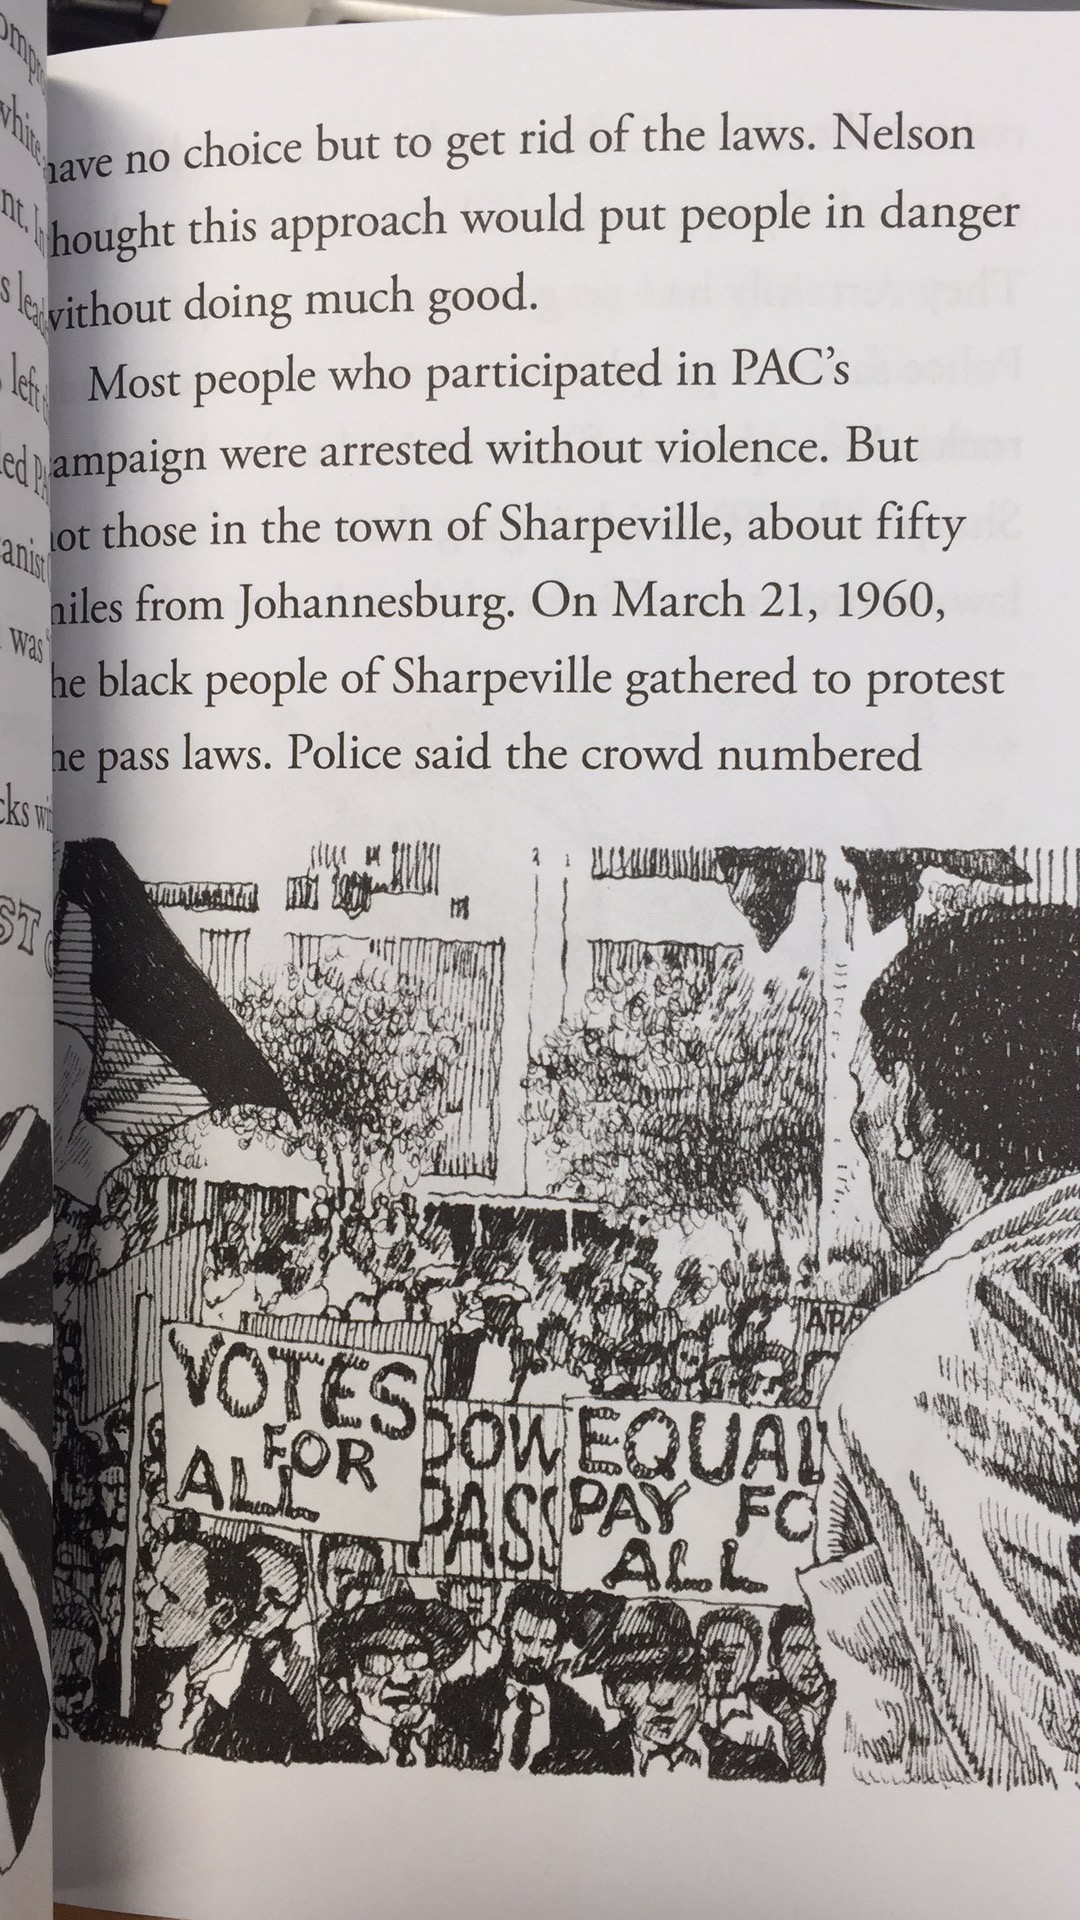 have no choice but to get rid of the laws. Nelson
thought this approach would put people in danger
without doing much good.
Most people who participated in PAC's
campaign were arrested without violence. But
not those in the town of Sharpeville, about fifty
miles from Johannesburg. On March 21, 1960,
the black people of Sharpeville gathered to protest
the pass laws. Police said the crowd numbered
VOTES
FOR
ALL
DOW
PASS
EQUAL
PAY FO
ALL